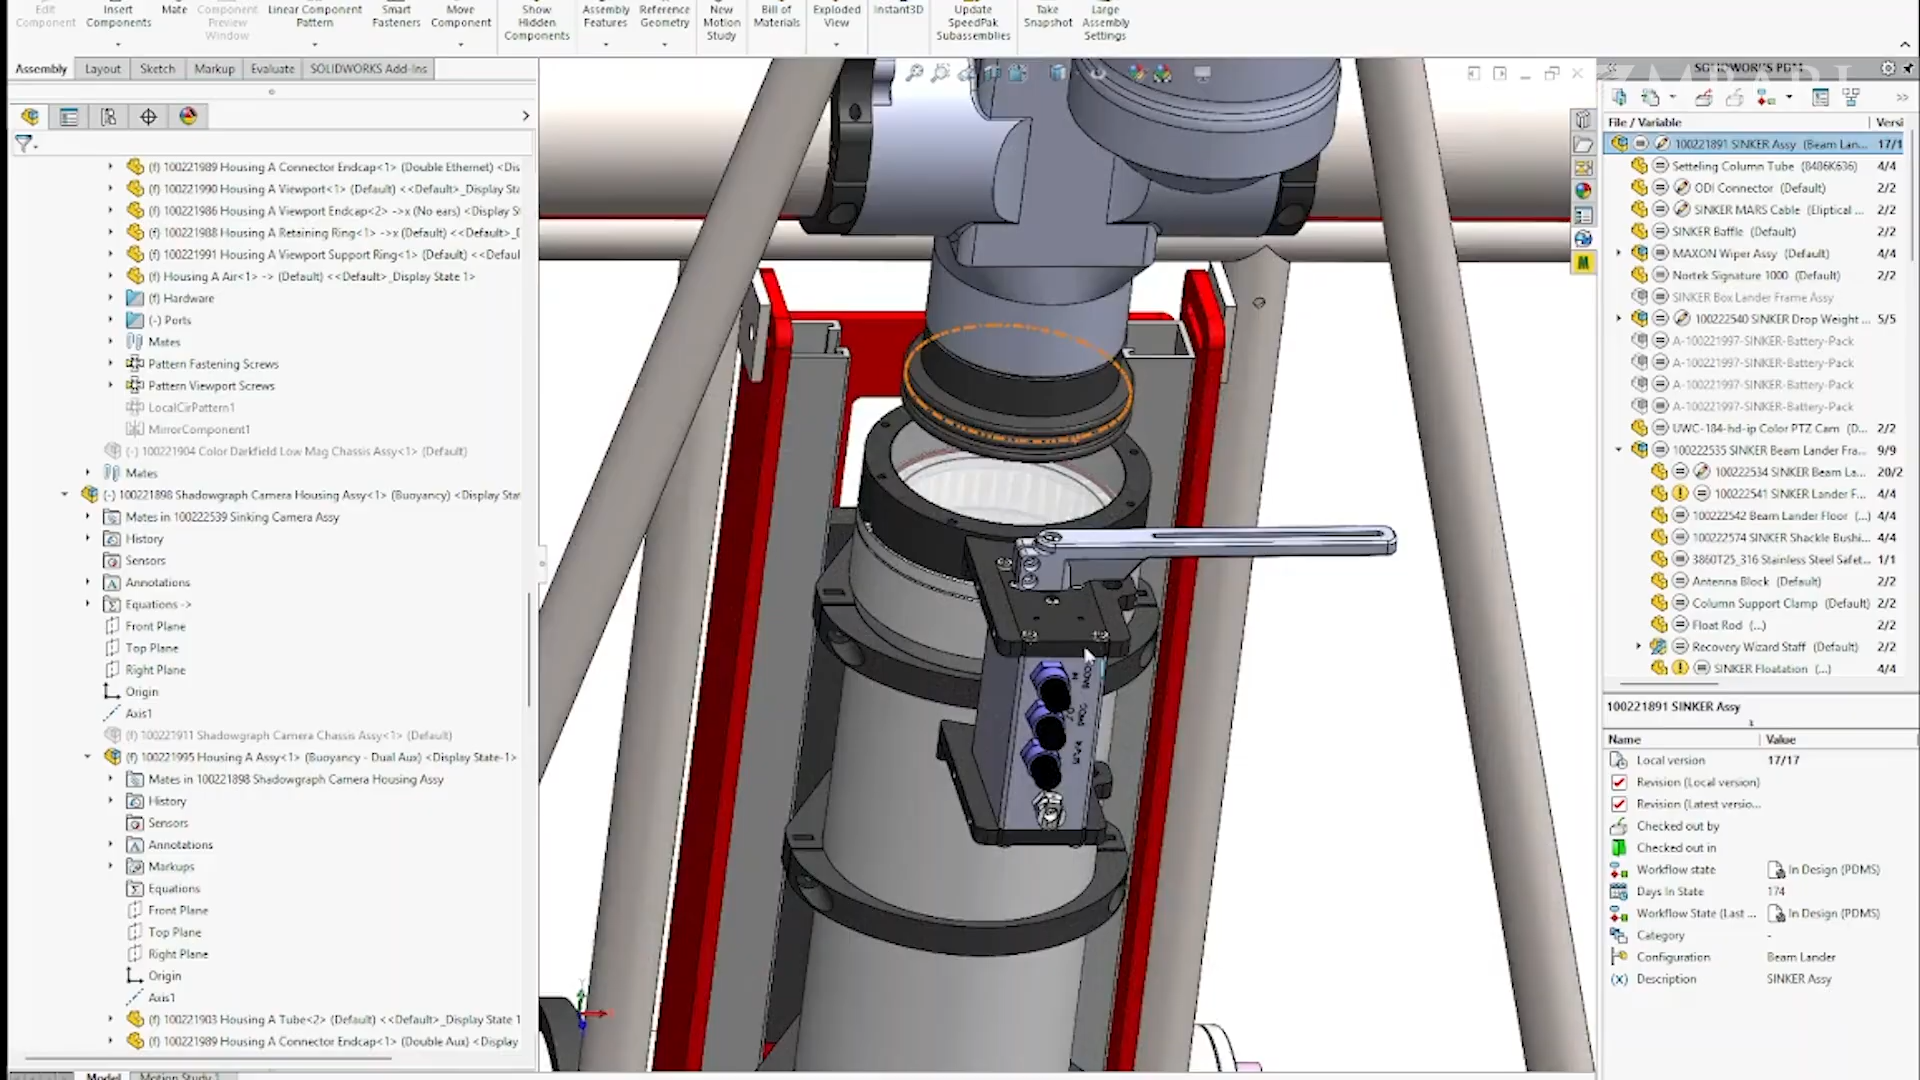 Edit Component
Insert Components
Mate
Component Preview Window
Linear Component Pattern
Smart Fasteners
Move Component
Show Hidden Components
Assembly Features
Reference Geometry
New Motion Study
Bill of Materials
Exploded View
Instant3D
Update SpeedPak Subassemblies
Take Snapshot
Large Assembly Settings
Assembly
Layout
Sketch
Markup
Evaluate
SOLIDWORKS Add-Ins
(f) 100221989 Housing A Connector Endcap<1> (Double Ethernet) <Dis
(f) 100221990 Housing A Viewport<1> (Default) <<Default>_Display Sta
(f) 100221986 Housing A Viewport Endcap<2> ->x (No ears) <Display S
(f) 100221988 Housing A Retaining Ring<1> ->x (Default) <<Default>_[
(f) 100221991 Housing A Viewport Support Ring<1> (Default) <<Defaul
(f) Housing A Air<1> -> (Default) <<Default>_Display State 1>
(f) Hardware
(-) Ports
Mates
Pattern Fastening Screws
Pattern Viewport Screws
LocalCirPattern1
MirrorComponent1
(-) 100221904 Color Darkfield Low Mag Chassis Assy<1> (Default)
Mates
(-) 100221898 Shadowgraph Camera Housing Assy<1> (Buoyancy) <Display Stat
Mates in 100222539 Sinking Camera Assy
History
Sensors
Annotations
Equations ->
Front Plane
Top Plane
Right Plane
Origin
Axis1
(f) 100221911 Shadowgraph Camera Chassis Assy<1> (Default)
(f) 100221995 Housing A Assy<1> (Buoyancy - Dual Aux) <Display State-1>
Mates in 100221898 Shadowgraph Camera Housing Assy
History
Sensors
Annotations
Markups
Equations
Front Plane
Top Plane
Right Plane
Origin
Axis1
(f) 100221903 Housing A Tube<2> (Default) <<Default>_Display State 1
(f) 100221989 Housing A Connector Endcap<1> (Double Aux) <Display
Model
Motion Study 1
SOLIDWORKS PDM
File / Variable
Versi
100221891 SINKER Assy (Beam Lan... 17/1
Setteling Column Tube (8486K636) 4/4
ODI Connector (Default) 2/2
SINKER MARS Cable (Eliptical ... 2/2
SINKER Baffle (Default) 2/2
MAXON Wiper Assy (Default) 4/4
Nortek Signature 1000 (Default) 2/2
SINKER Box Lander Frame Assy
100222540 SINKER Drop Weight ... 5/5
A-100221997-SINKER-Battery-Pack
A-100221997-SINKER-Battery-Pack
A-100221997-SINKER-Battery-Pack
A-100221997-SINKER-Battery-Pack
UWC-184-hd-ip Color PTZ Cam (D... 2/2
100222535 SINKER Beam Lander Fra... 9/9
100222534 SINKER Beam La... 20/2
100222541 SINKER Lander F... 4/4
100222542 Beam Lander Floor (...) 4/4
100222574 SINKER Shackle Bushi... 4/4
3860T25_316 Stainless Steel Safet... 1/1
Antenna Block (Default) 2/2
Column Support Clamp (Default) 2/2
Float Rod (...) 2/2
Recovery Wizard Staff (Default) 2/2
SINKER Floatation (...) 4/4
100221891 SINKER Assy
Name
Value
Local version 17/17
Revision (Local version)
Revision (Latest versio...
Checked out by
Checked out in
Workflow state In Design (PDMS)
Days In State 174
Workflow State (Last ... In Design (PDMS)
Category -
Configuration Beam Lander
Description SINKER Assy